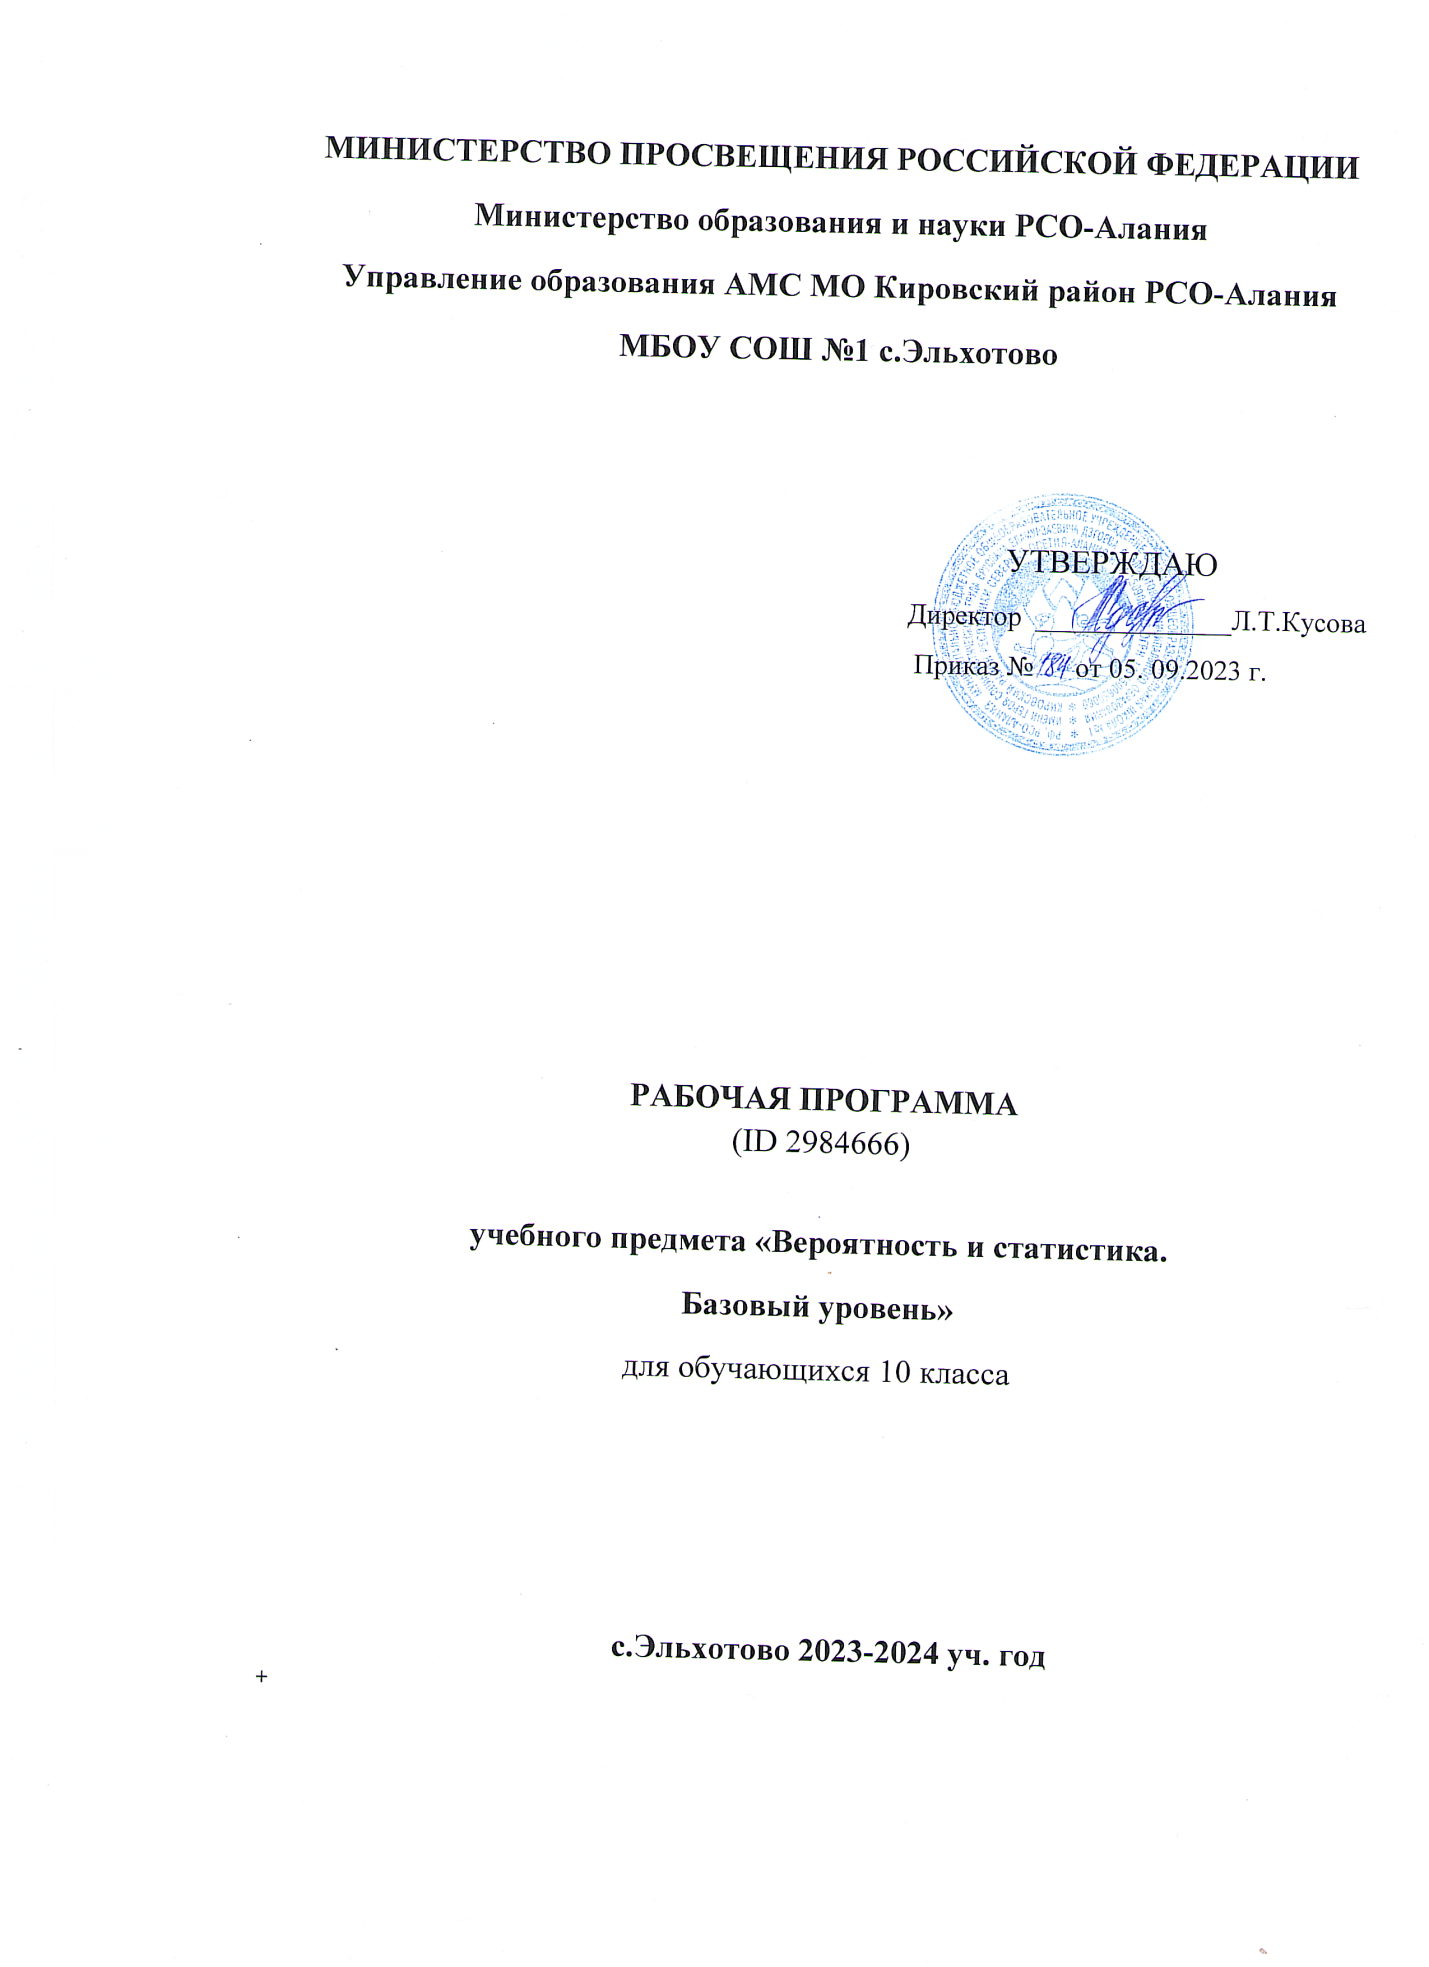 МИНИСТЕРСТВО ПРОСВЕЩЕНИЯ РОССИЙСКОЙ ФЕДЕРАЦИИ
Министерство образования и науки РСО-Алания
Управление образования АМС МО Кировский район РСО-Алания
МБОУ СОШ №1 с.Эльхотово
УТВЕРЖДАЮ
Директор ______________Л.Т.Кусова
Приказ № 184 от 05. 09.2023 г.
РАБОЧАЯ ПРОГРАММА
(ID 2984666)
учебного предмета «Вероятность и статистика.
Базовый уровень»
для обучающихся 10 класса
с.Эльхотово 2023-2024 уч. год
+